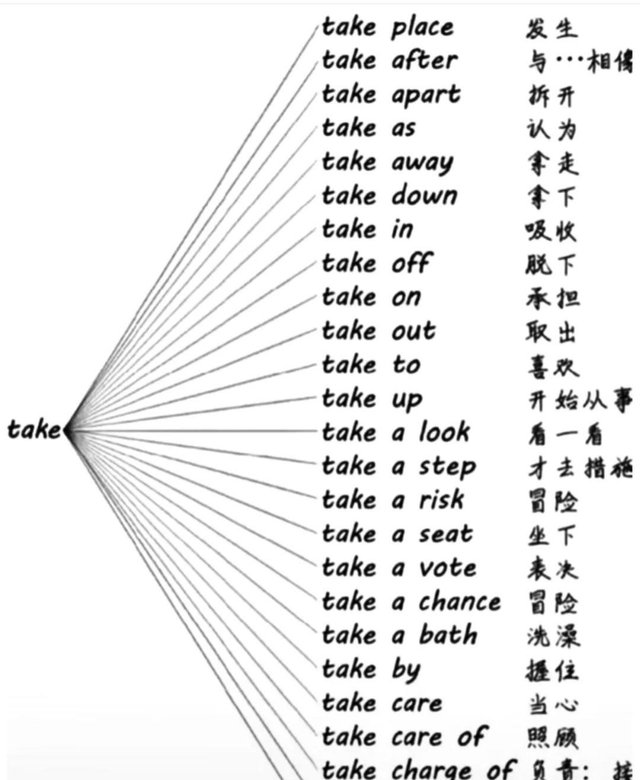 take place 发生
take after 与…相像
take apart 拆开
take as 认为
take away 拿走
take down 拿下
take in 吸收
take off 脱下
take on 承担
take out 取出
take to 喜欢
take up 开始从事
take
take a look 看一看
take a step 才去措施
take a risk 冒险
take a seat 坐下
take a vote 表决
take a chance 冒险
take a bath 洗澡
take by 握住
take care 当心
take care of 照顾
take charge of 负责: